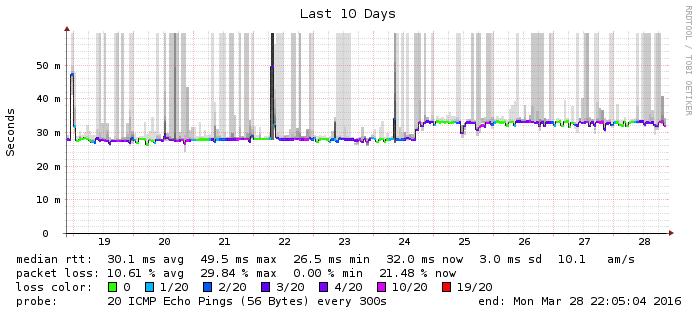 Last 10 Days
RRDTOOL / TOBI OETIKER
Seconds
50 m
40 m
30 m
20 m
10 m
0
19 20 21 22 23 24 25 26 27 28
median rtt: 30.1 ms avg 49.5 ms max 26.5 ms min 32.0 ms now 3.0 ms sd 10.1 am/s
packet loss: 10.61 % avg 29.84 % max 0.00 % min 21.48 % now
loss color: 0 1/20 2/20 3/20 4/20 10/20 19/20
probe: 20 ICMP Echo Pings (56 Bytes) every 300s end: Mon Mar 28 22:05:04 2016